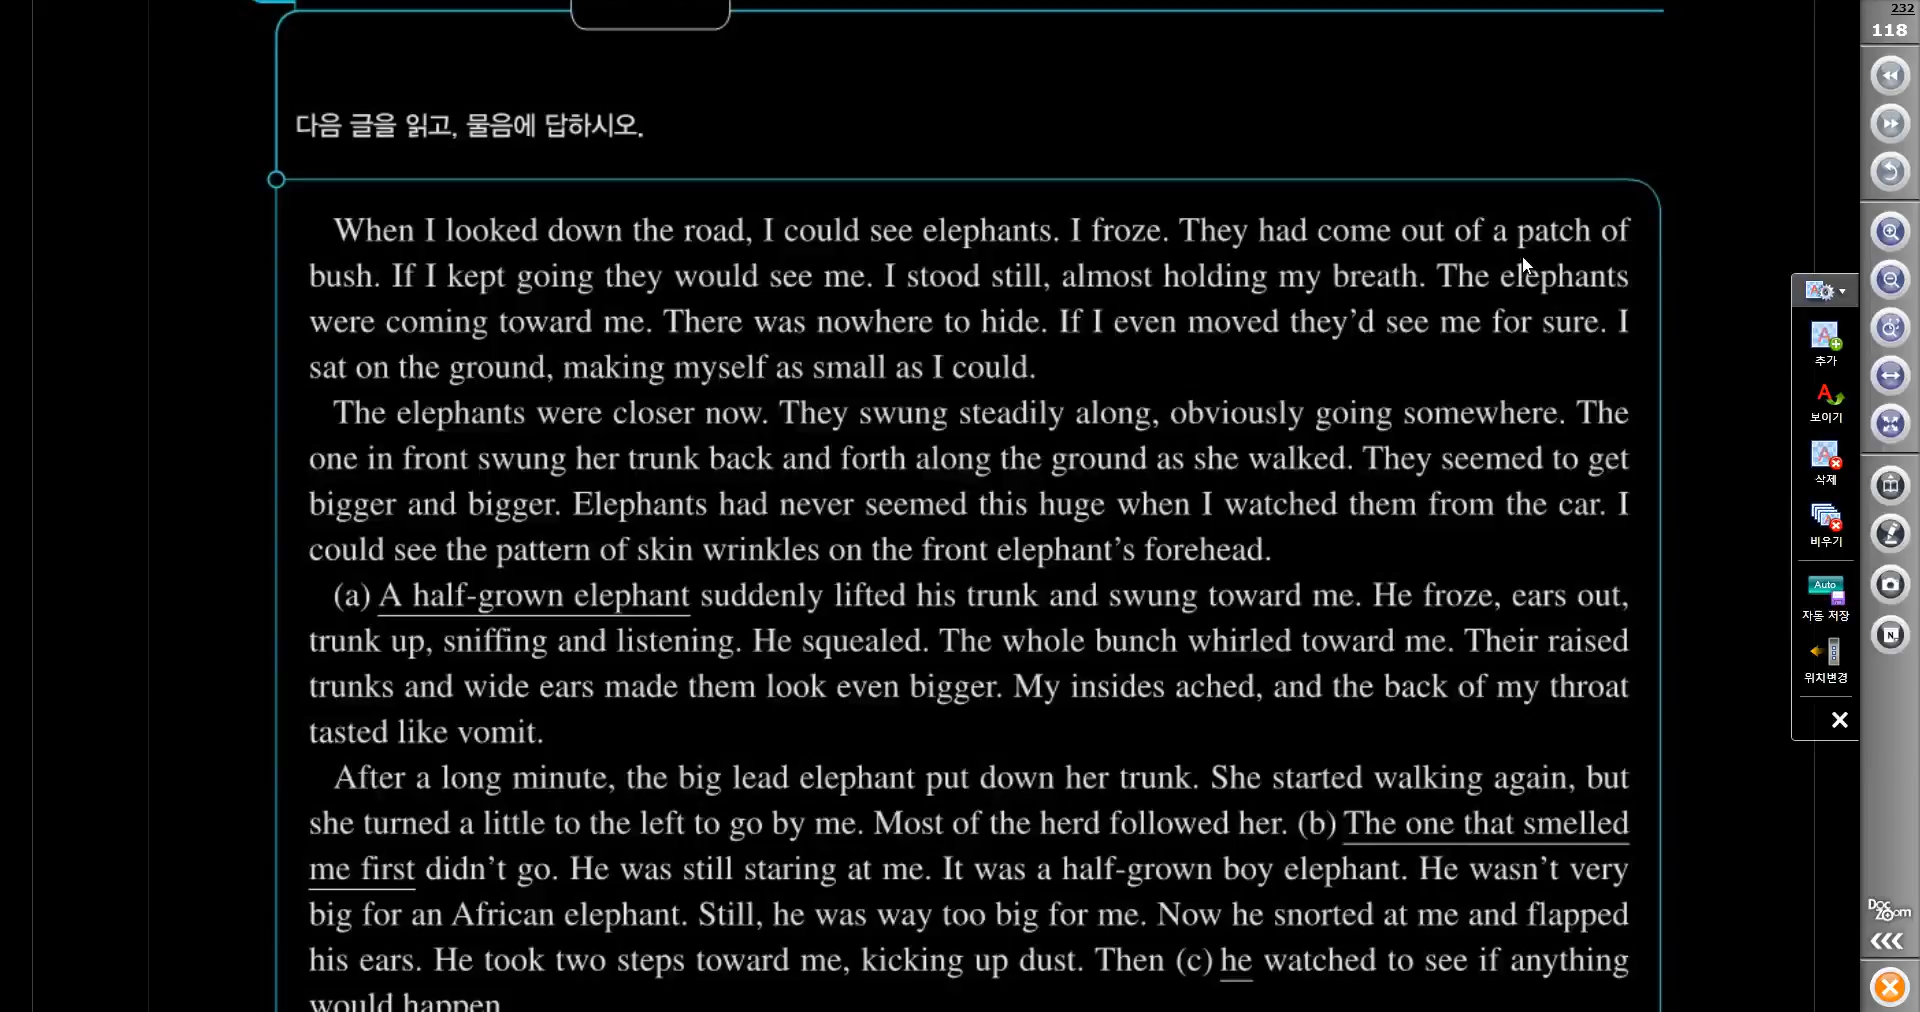 232
118
다음 글을 읽고, 물음에 답하시오.
When I looked down the road, I could see elephants. I froze. They had come out of a patch of
bush. If I kept going they would see me. I stood still, almost holding my breath. The elephants
were coming toward me. There was nowhere to hide. If I even moved they’d see me for sure. I
sat on the ground, making myself as small as I could.
The elephants were closer now. They swung steadily along, obviously going somewhere. The
one in front swung her trunk back and forth along the ground as she walked. They seemed to get
bigger and bigger. Elephants had never seemed this huge when I watched them from the car. I
could see the pattern of skin wrinkles on the front elephant’s forehead.
(a) A half-grown elephant suddenly lifted his trunk and swung toward me. He froze, ears out,
trunk up, sniffing and listening. He squealed. The whole bunch whirled toward me. Their raised
trunks and wide ears made them look even bigger. My insides ached, and the back of my throat
tasted like vomit.
After a long minute, the big lead elephant put down her trunk. She started walking again, but
she turned a little to the left to go by me. Most of the herd followed her. (b) The one that smelled
me first didn’t go. He was still staring at me. It was a half-grown boy elephant. He wasn’t very
big for an African elephant. Still, he was way too big for me. Now he snorted at me and flapped
his ears. He took two steps toward me, kicking up dust. Then (c) he watched to see if anything
would happen
추가
보이기
삭제
비우기
Auto
자동 저장
위치변경
Doc
Zoom